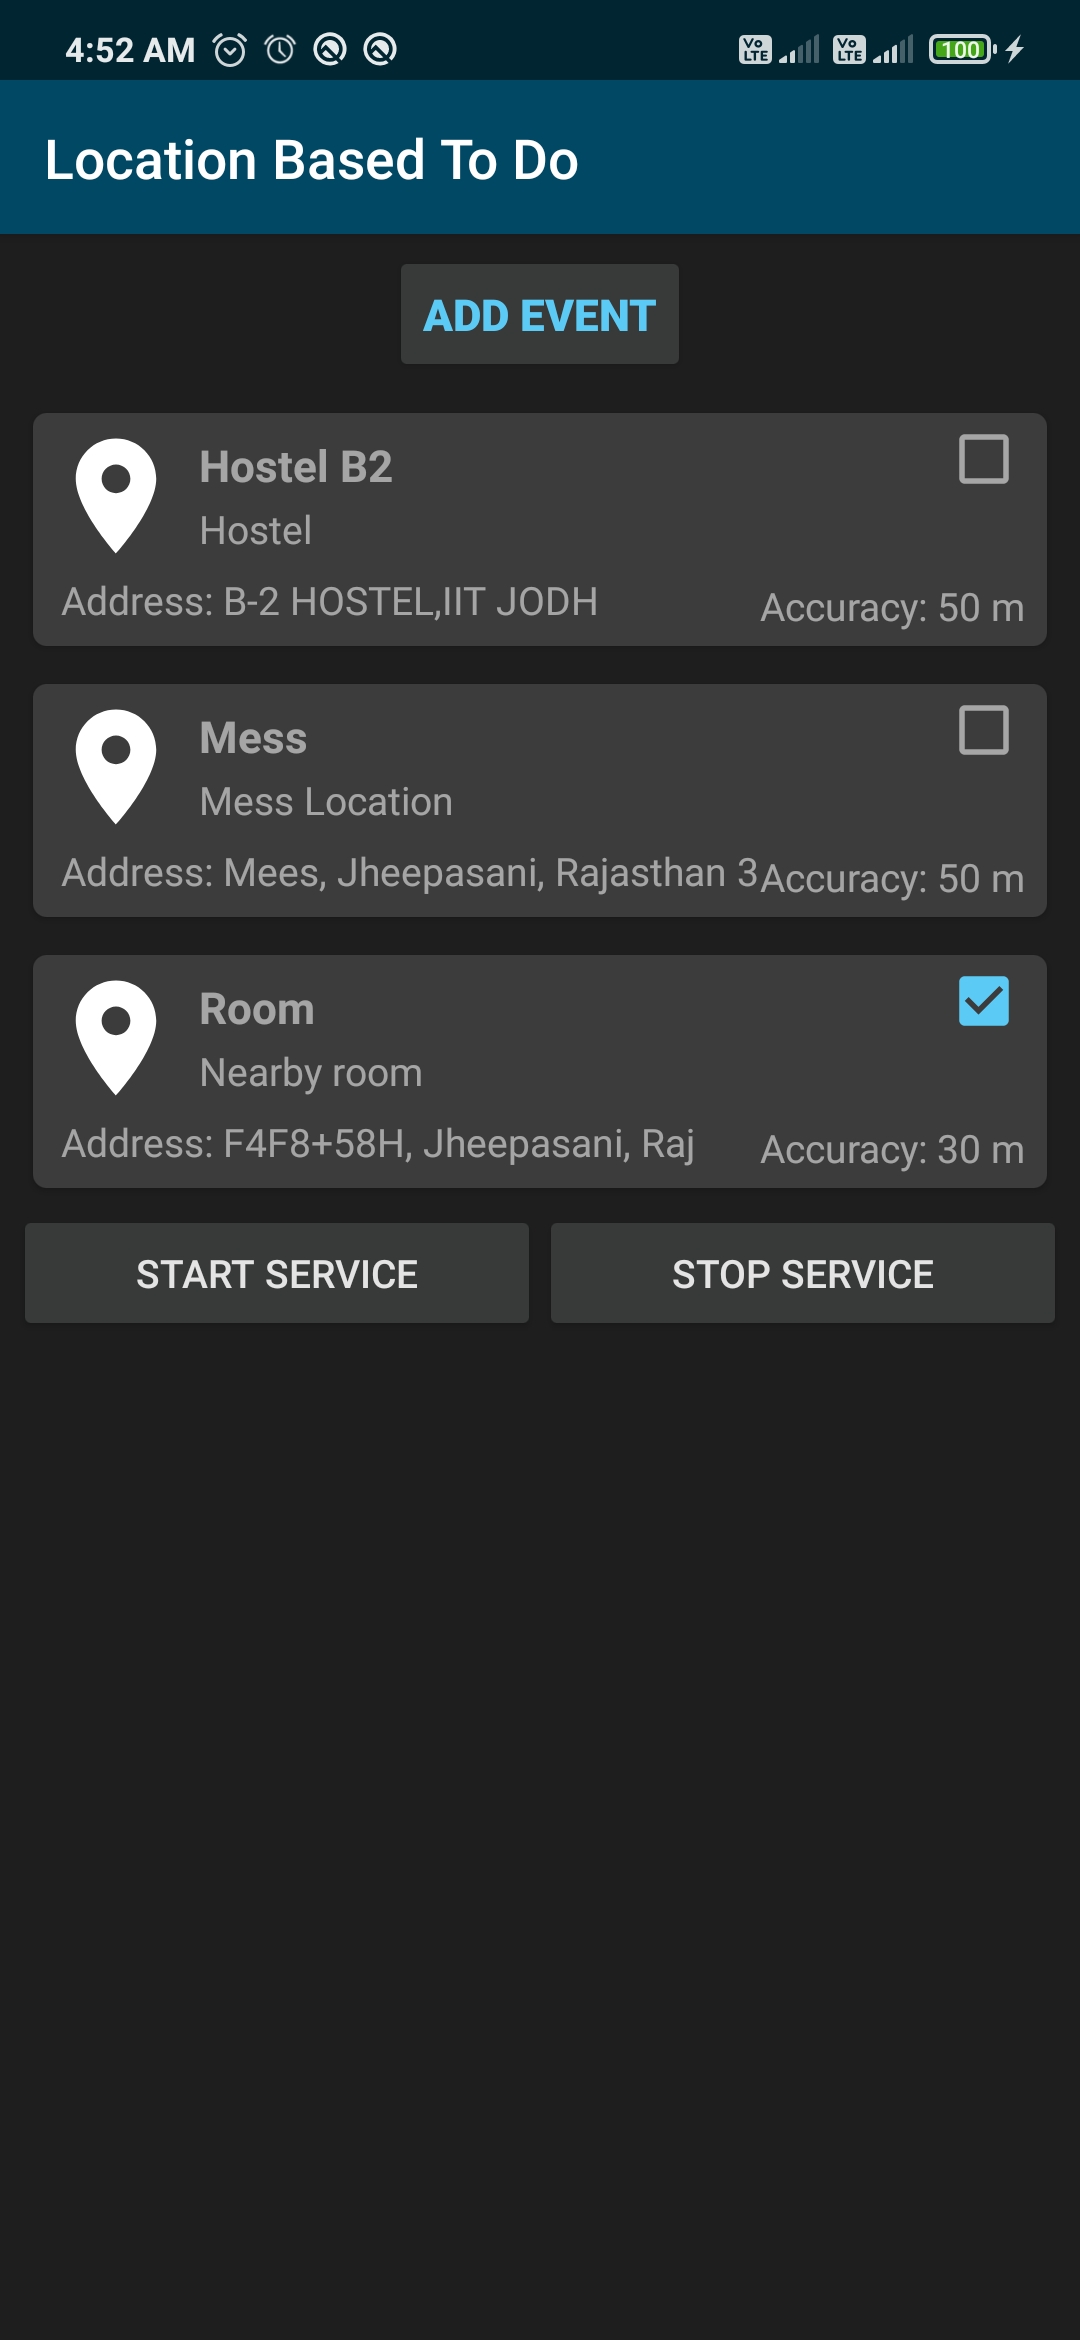 4:52 AM Vo LTE Vo LTE 100
Location Based To Do
ADD EVENT
Hostel B2
Hostel
Address: B-2 HOSTEL,IIT JODH Accuracy: 50 m
Mess
Mess Location
Address: Mees, Jheepasani, Rajasthan 3 Accuracy: 50 m
Room
Nearby room
Address: F4F8+58H, Jheepasani, Raj Accuracy: 30 m
START SERVICE STOP SERVICE